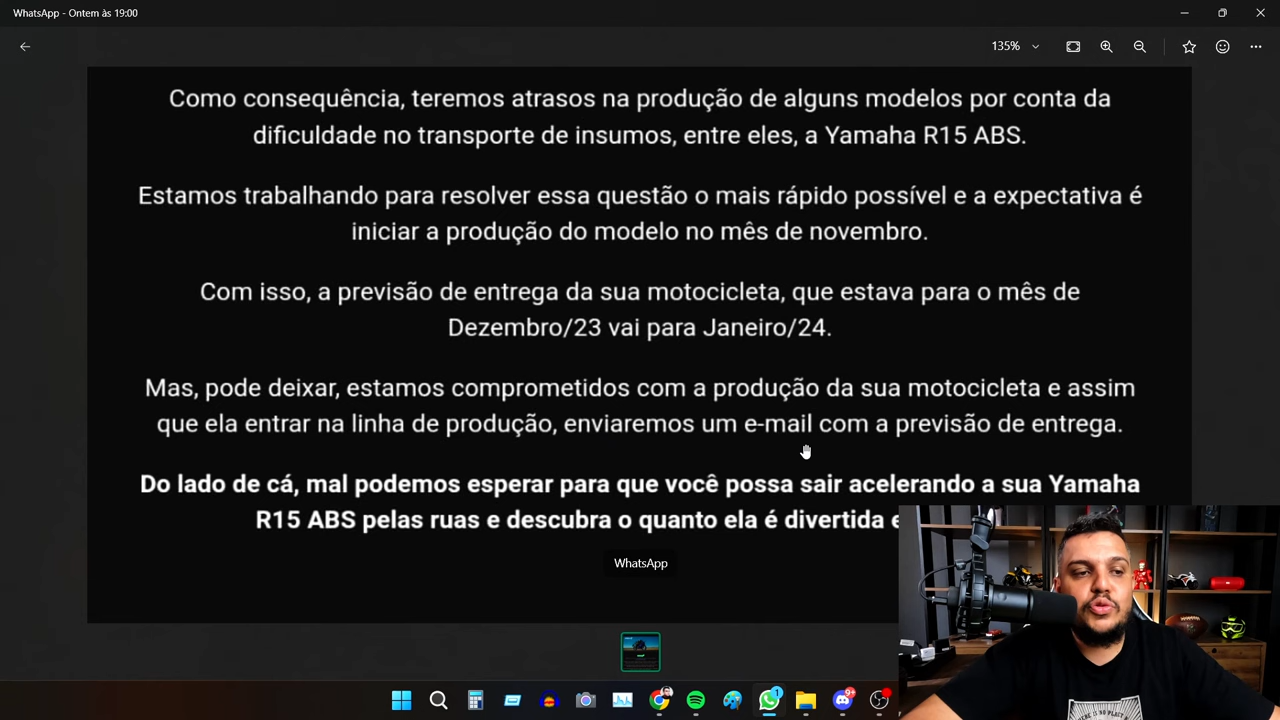 WhatsApp - Ontem às 19:00
135%
Como consequência, teremos atrasos na produção de alguns modelos por conta da
dificuldade no transporte de insumos, entre eles, a Yamaha R15 ABS.
Estamos trabalhando para resolver essa questão o mais rápido possível e a expectativa é
iniciar a produção do modelo no mês de novembro.
Com isso, a previsão de entrega da sua motocicleta, que estava para o mês de
Dezembro/23 vai para Janeiro/24.
Mas, pode deixar, estamos comprometidos com a produção da sua motocicleta e assim
que ela entrar na linha de produção, enviaremos um e-mail com a previsão de entrega.
Do lado de cá, mal podemos esperar para que você possa sair acelerando a sua Yamaha
R15 ABS pelas ruas e descubra o quanto ela é divertida e
WhatsApp
1
9+
THERE IS NO PLACE